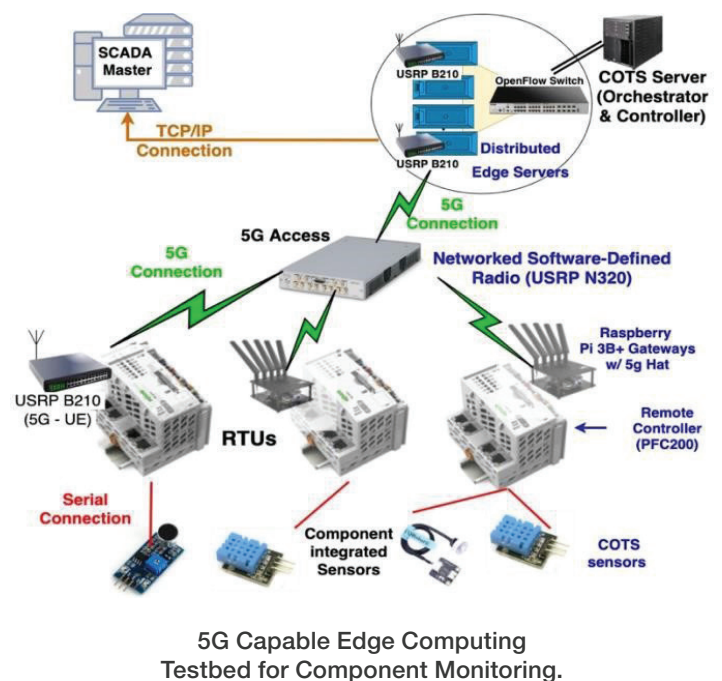 SCADA
Master
USRP B210
OpenFlow Switch
COTS Server
(Orchestrator
& Controller)
TCP/IP
Connection
USRP B210
Distributed
Edge Servers
5G
Connection
5G Access
5G
Connection
Networked Software-Defined
Radio (USRP N320)
Raspberry
Pi 3B+ Gateways
w/ 5g Hat
USRP B210
(5G - UE)
RTUs
Remote
Controller
(PFC200)
Serial
Connection
Component
integrated
Sensors
COTS
sensors
5G Capable Edge Computing
Testbed for Component Monitoring.